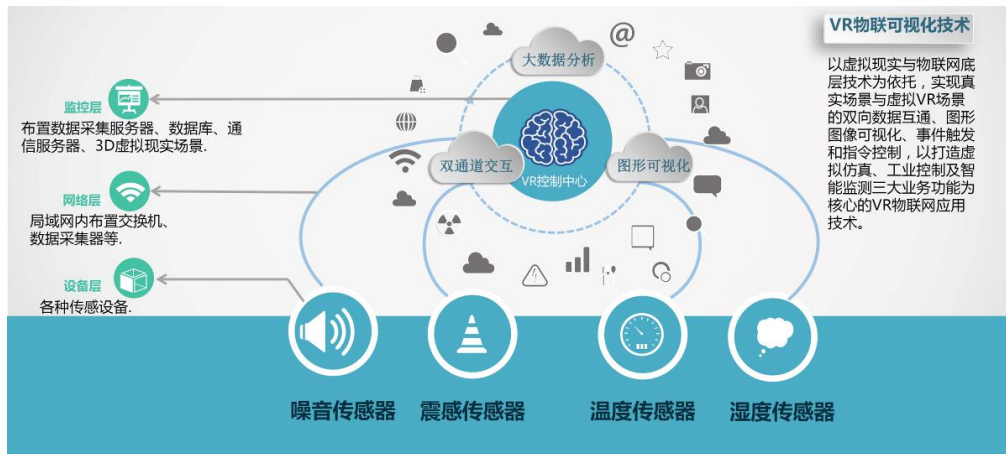 VR物联可视化技术
以虚拟现实与物联网底
层技术为依托，实现真
实场景与虚拟VR场景
的双向数据互通、图形
图像可视化、事件触发
和指令控制，以打造虚
拟仿真、工业控制及智
能监测三大业务功能为
核心的VR物联网应用
技术。
大数据分析
双通道交互
图形可视化
VR控制中心
@
监控层
布置数据采集服务器、数据库、通
信服务器、3D虚拟现实场景.
网络层
局域网内布置交换机、
数据采集器等.
设备层
各种传感设备.
噪音传感器
震感传感器
温度传感器
湿度传感器